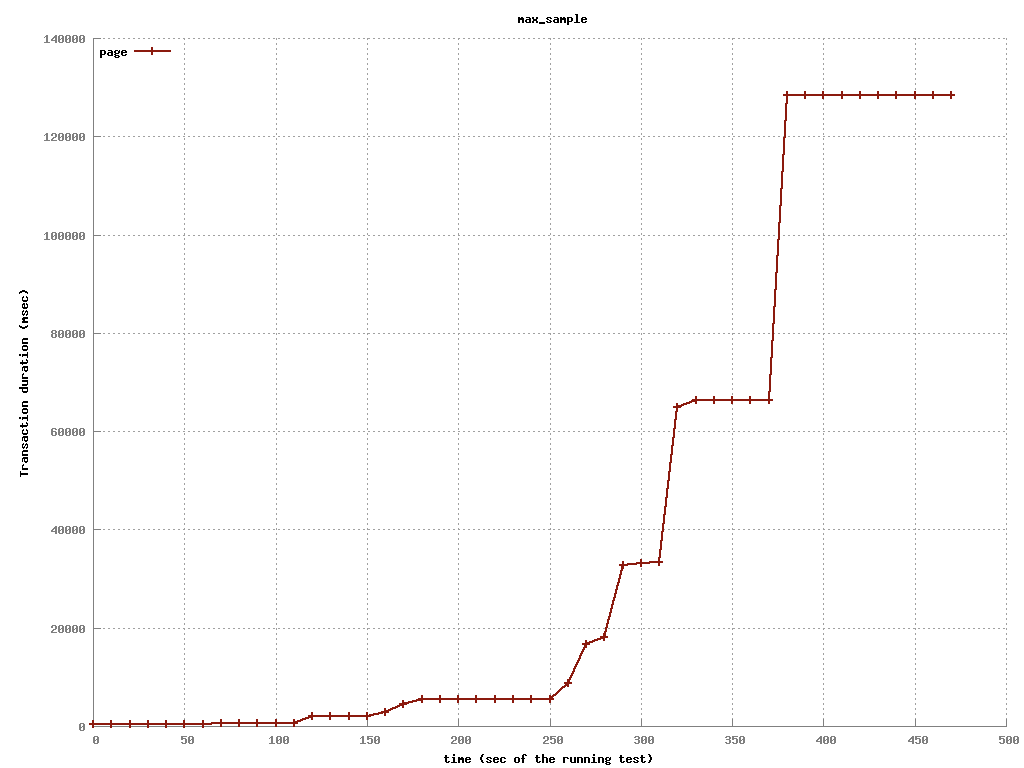 max_sample
140000
page
120000
100000
80000
60000
40000
20000
0
Transaction duration (msec)
0 50 100 150 200 250 300 350 400 450 500
time (sec of the running test)